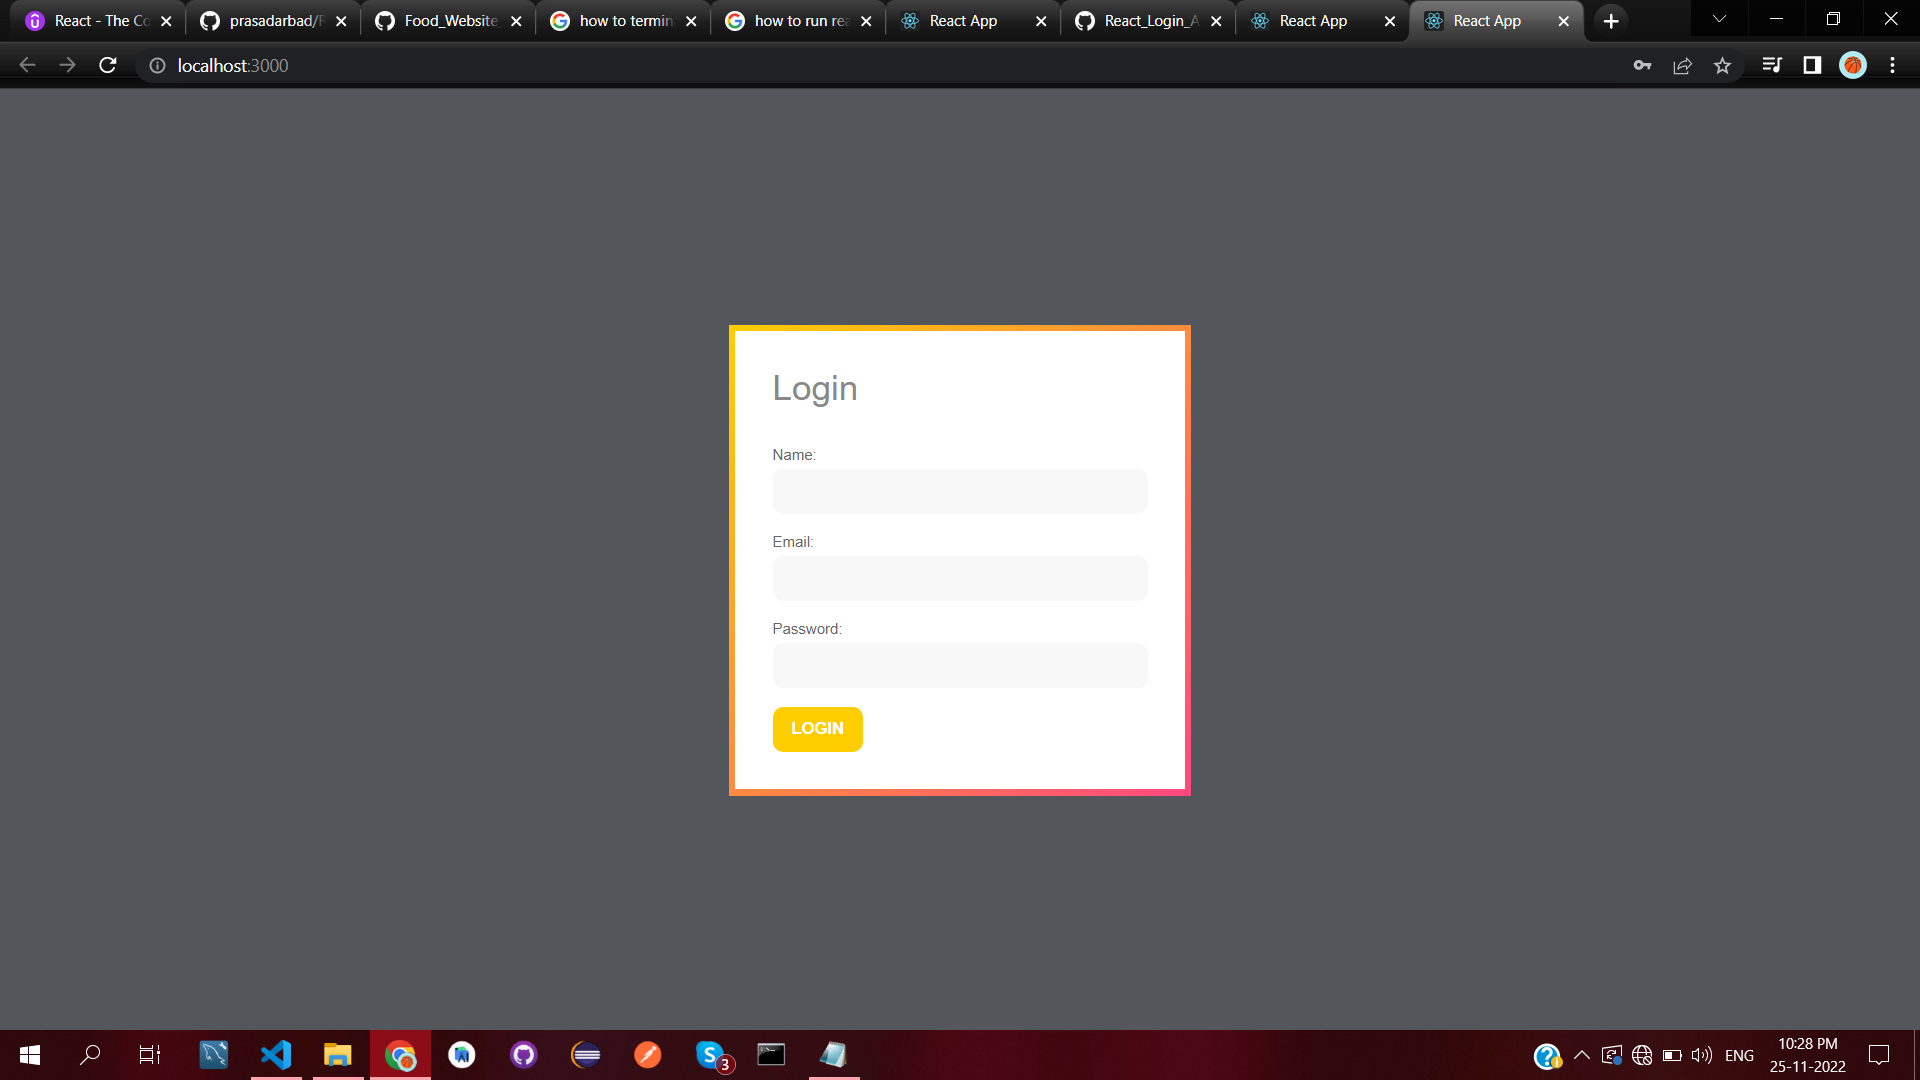 React - The Co
prasadarbad/R
Food_Website
how to termin
how to run rea
React App
React_Login_A
React App
React App
localhost:3000
Login
Name:
Email:
Password:
LOGIN
3
ENG
10:28 PM
25-11-2022